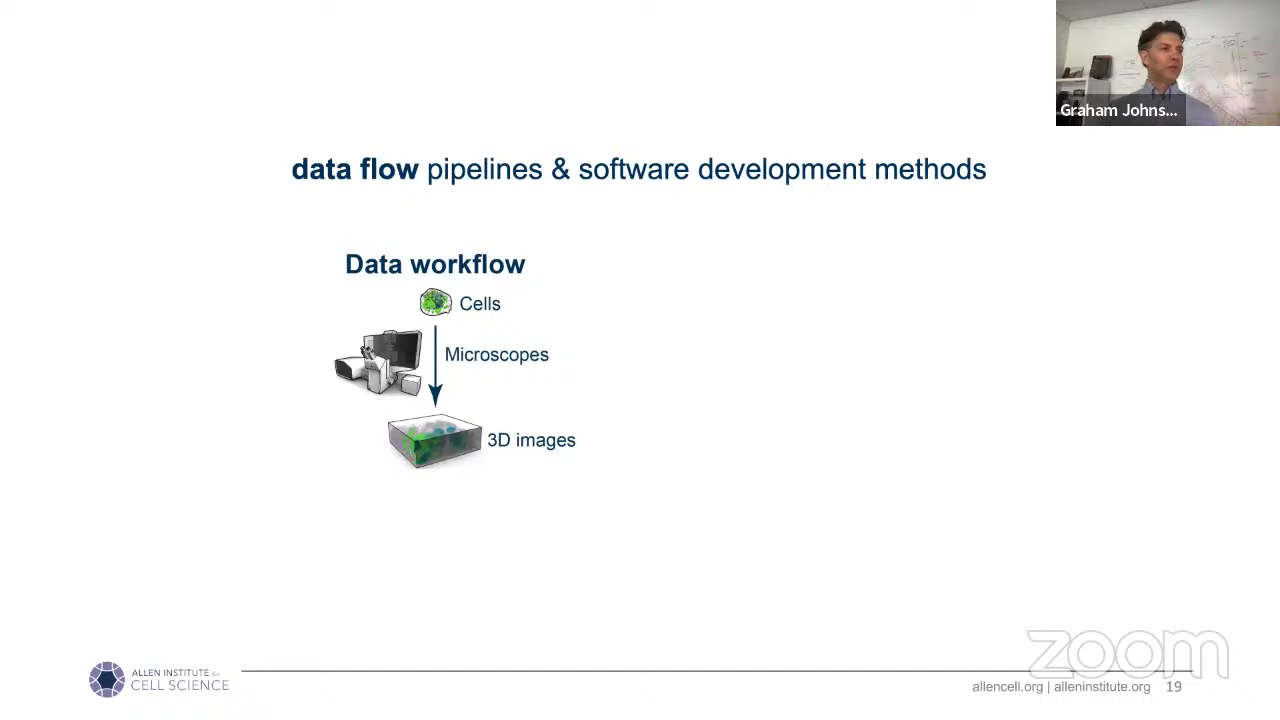 Graham Johns...
data flow pipelines & software development methods
Data workflow
Cells
Microscopes
3D images
zoom
ALLEN INSTITUTE for
CELL SCIENCE
allencell.org | alleninstitute.org 19